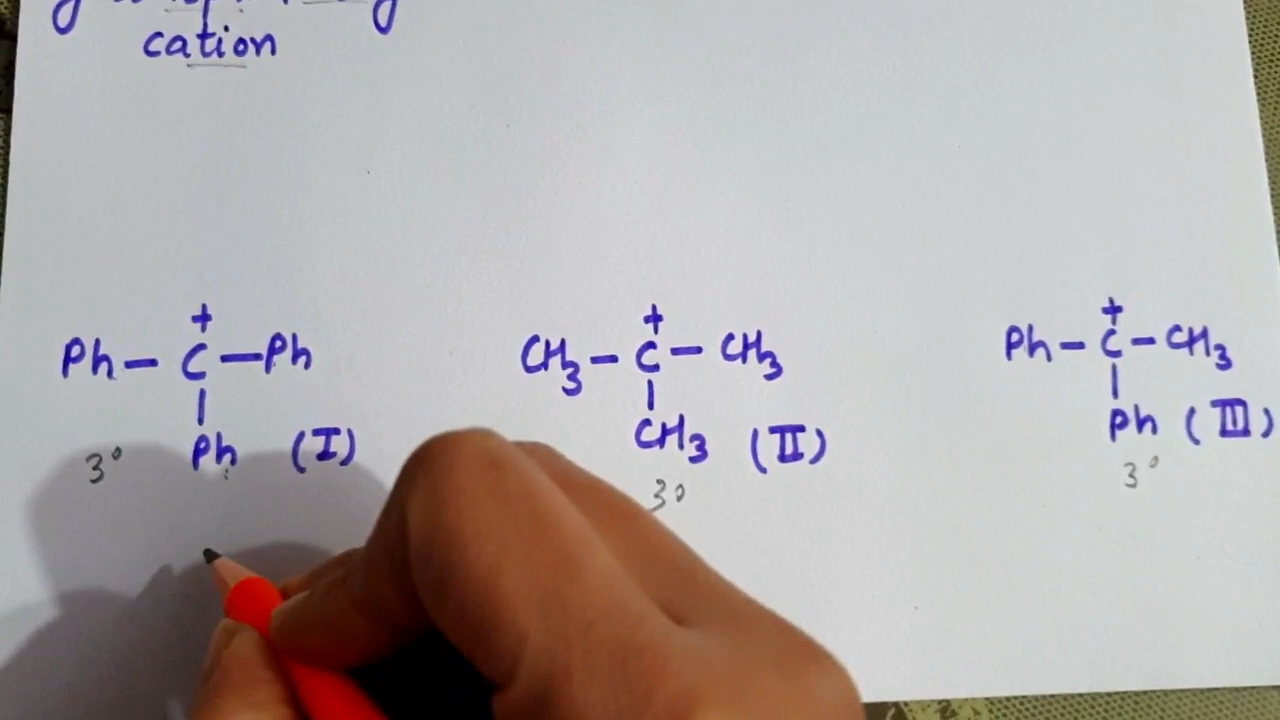 cation
+ + +
Ph–C–Ph CH₃–C–CH₃ Ph–C–CH₃
| | |
Ph (I) CH₃ (II) Ph (III)
3° 3° 3°